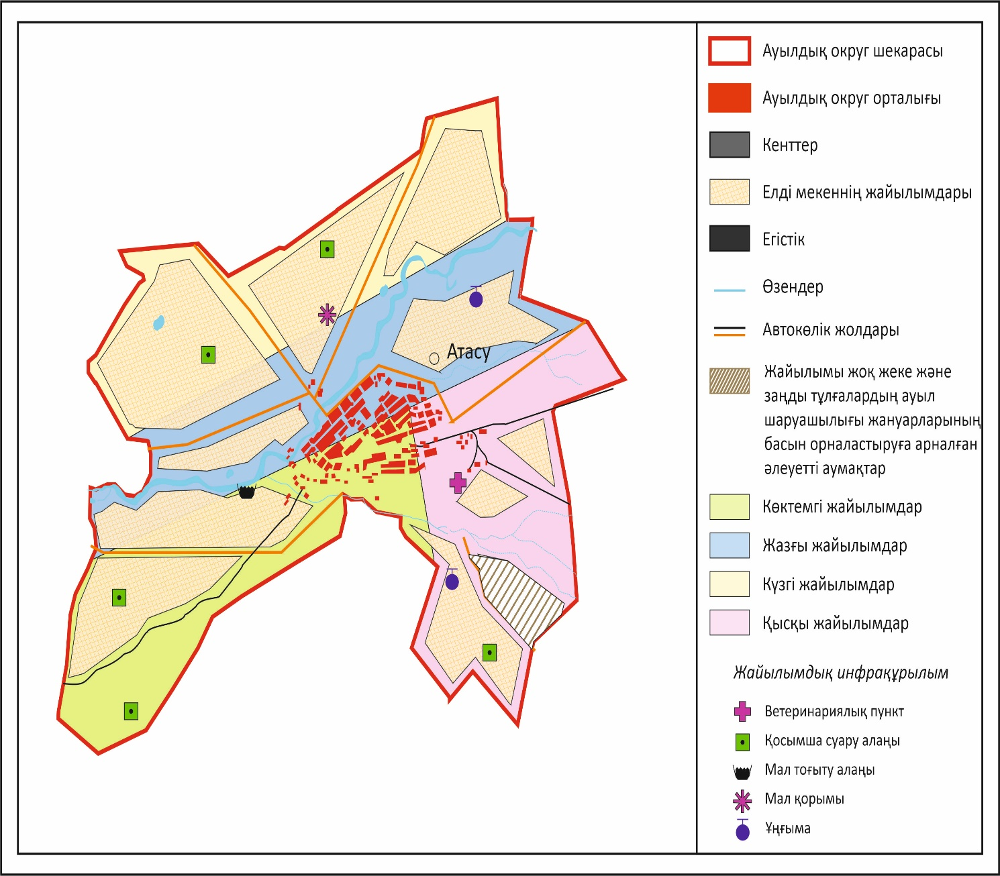 Атасу
Ауылдық округ шекарасы
Ауылдық округ орталығы
Кенттер
Елді мекеннің жайылымдары
Егістік
Өзендер
Автокөлік жолдары
Жайылымы жоқ жеке және
заңды тұлғалардың ауыл
шаруашылығы жануарларының
басын орналастыруға арналған
әлеуетті аумақтар
Көктемгі жайылымдар
Жазғы жайылымдар
Күзгі жайылымдар
Қысқы жайылымдар
Жайылымдық инфрақұрылым
Ветеринариялық пункт
Қосымша суару алаңы
Мал тоғыту алаңы
Мал қорымы
Ұңғыма